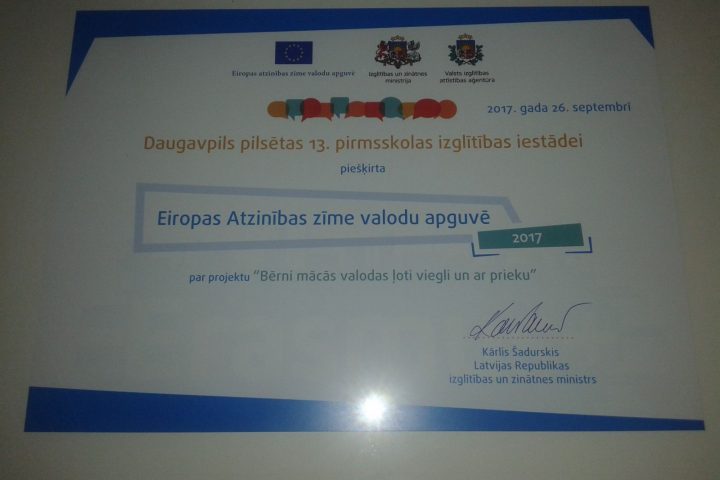 Eiropas atzinības zīme valodu apguvē
Izglītības un zinātnes
ministrija
Valsts izglītības
attīstības aģentūra
2017. gada 26. septembrī
Daugavpils pilsētas 13. pirmsskolas izglītības iestādei
piešķirta
Eiropas Atzinības zīme valodu apguvē
2017
par projektu “Bērni mācās valodas ļoti viegli un ar prieku”
Kārlis Šadurskis
Latvijas Republikas
izglītības un zinātnes ministrs